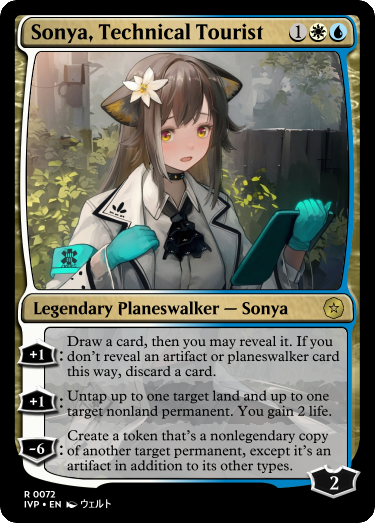 Sonya, Technical Tourist 1
Legendary Planeswalker — Sonya
+1: Draw a card, then you may reveal it. If you
don't reveal an artifact or planeswalker card
this way, discard a card.
+1: Untap up to one target land and up to one
target nonland permanent. You gain 2 life.
-6: Create a token that's a nonlegendary copy
of another target permanent, except it's an
artifact in addition to its other types.
2
R 0072
IVP • EN ウェルト